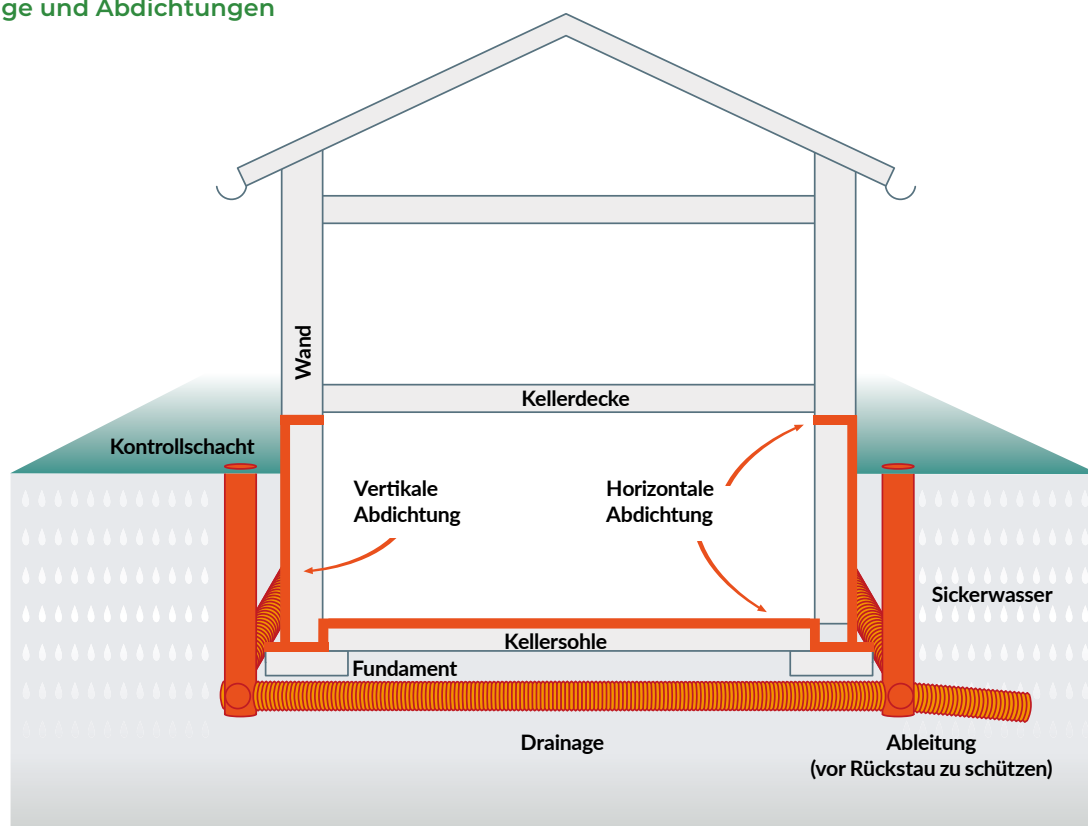 ge und Abdichtungen
Wand
Kellerdecke
Kontrollschacht
Vertikale
Abdichtung
Horizontale
Abdichtung
Sickerwasser
Kellersohle
Fundament
Drainage
Ableitung
(vor Rückstau zu schützen)